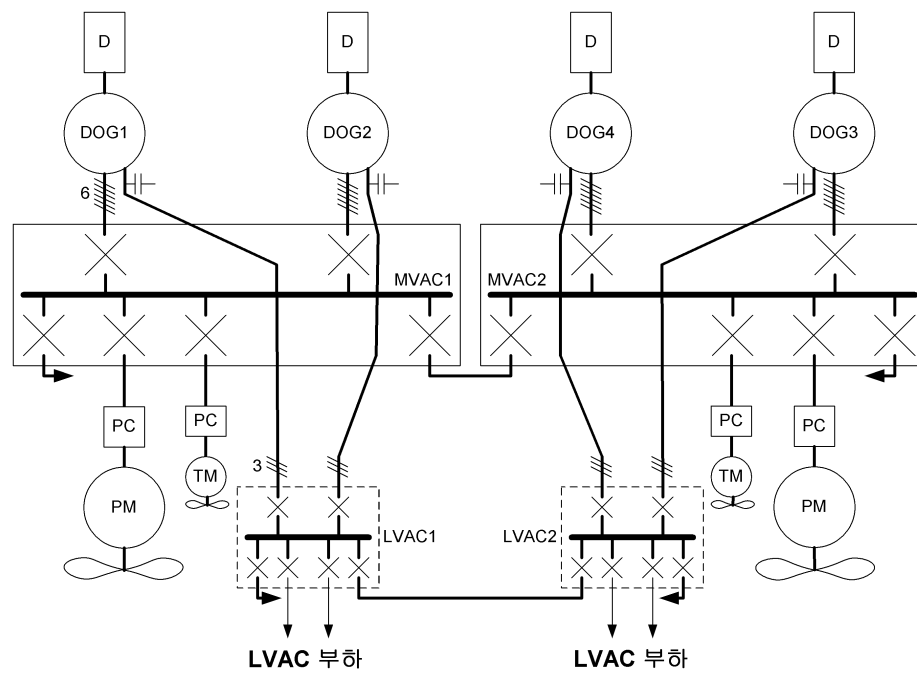 D D D D
DOG1 DOG2 DOG4 DOG3
6
MVAC1 MVAC2
PC PC PC PC
3
TM TM
PM PM
LVAC1 LVAC2
LVAC 부하 LVAC 부하